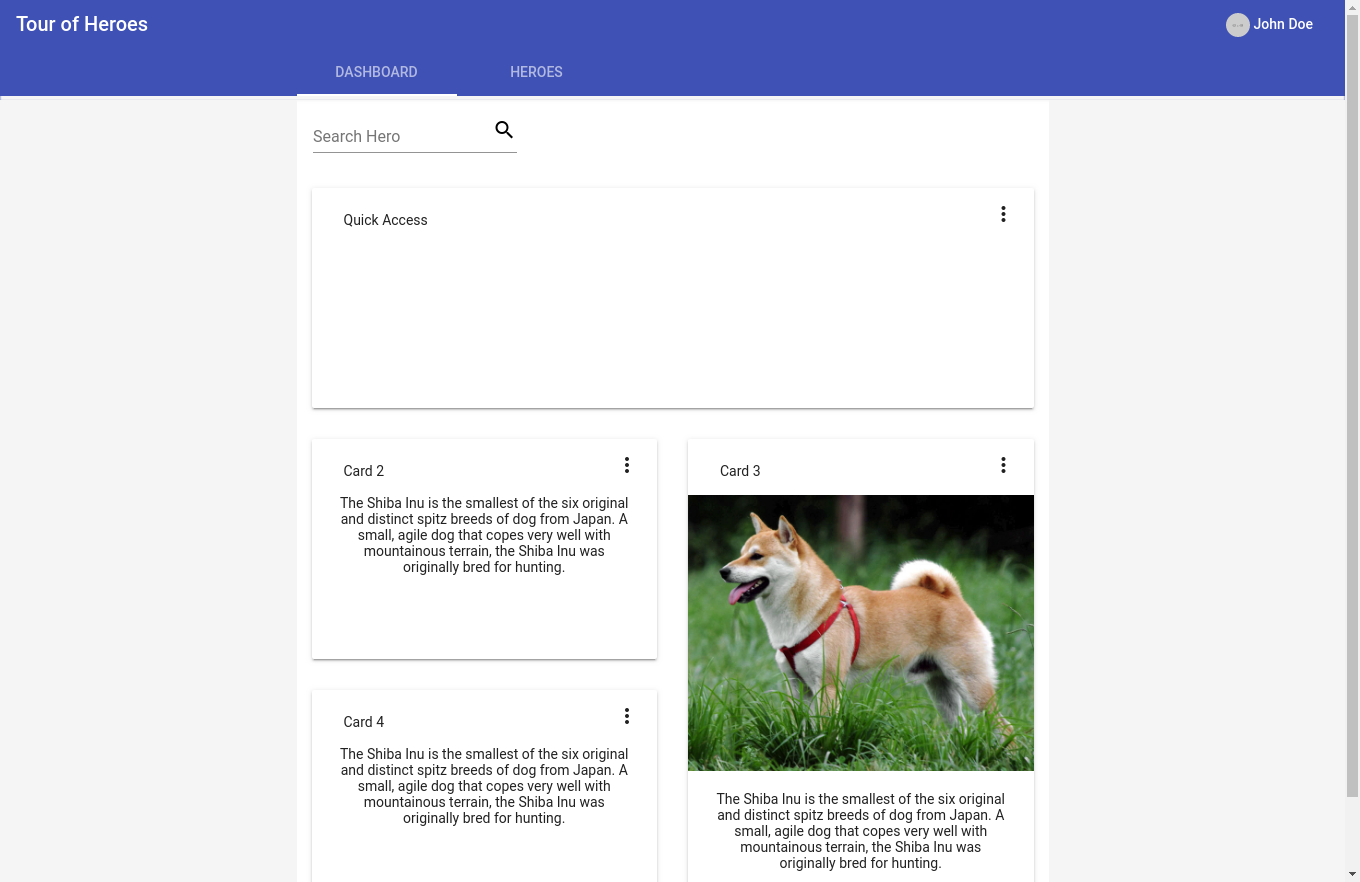 Tour of Heroes
John Doe
DASHBOARD
HEROES
Search Hero
Quick Access
Card 2
The Shiba Inu is the smallest of the six original
and distinct spitz breeds of dog from Japan. A
small, agile dog that copes very well with
mountainous terrain, the Shiba Inu was
originally bred for hunting.
Card 3
The Shiba Inu is the smallest of the six original
and distinct spitz breeds of dog from Japan. A
small, agile dog that copes very well with
mountainous terrain, the Shiba Inu was
originally bred for hunting.
Card 4
The Shiba Inu is the smallest of the six original
and distinct spitz breeds of dog from Japan. A
small, agile dog that copes very well with
mountainous terrain, the Shiba Inu was
originally bred for hunting.